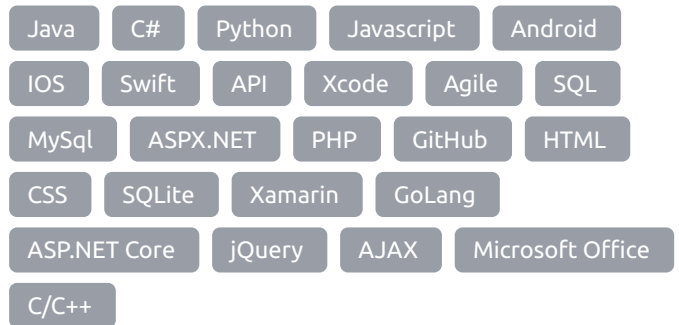 Java C# Python Javascript Android
IOS Swift API Xcode Agile SQL
MySql ASPX.NET PHP GitHub HTML
CSS SQLite Xamarin GoLang
ASP.NET Core jQuery AJAX Microsoft Office
C/C++